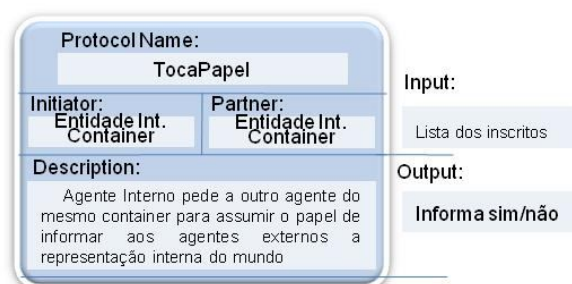 Protocol Name:
TocaPapel
Initiator:
Entidade Int.
Container
Partner:
Entidade Int.
Container
Description:
Agente Interno pede a outro agente do
mesmo container para assumir o papel de
informar aos agentes externos a
representação interna do mundo
Input:
Lista dos inscritos
Output:
Informa sim/não